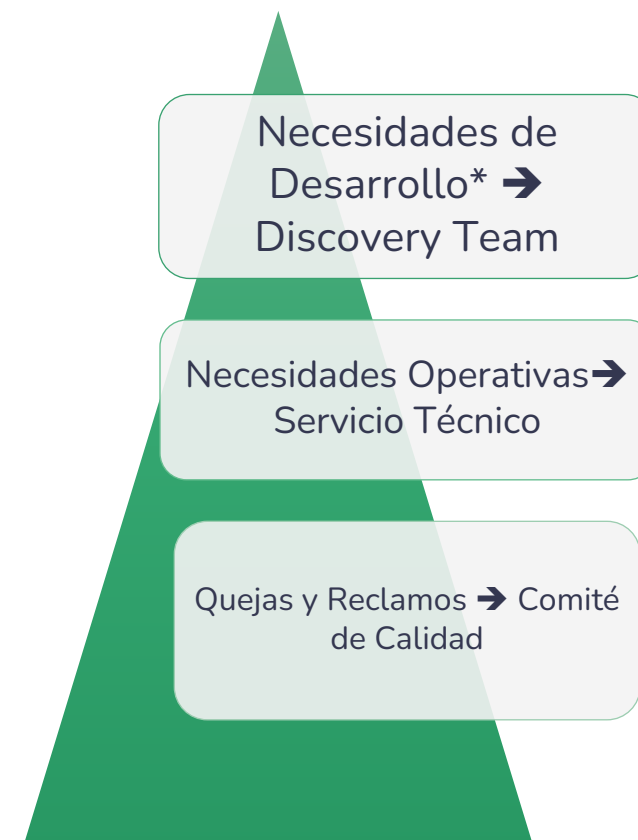 Necesidades de
Desarrollo* ➔
Discovery Team
Necesidades Operativas➔
Servicio Técnico
Quejas y Reclamos ➔ Comité
de Calidad